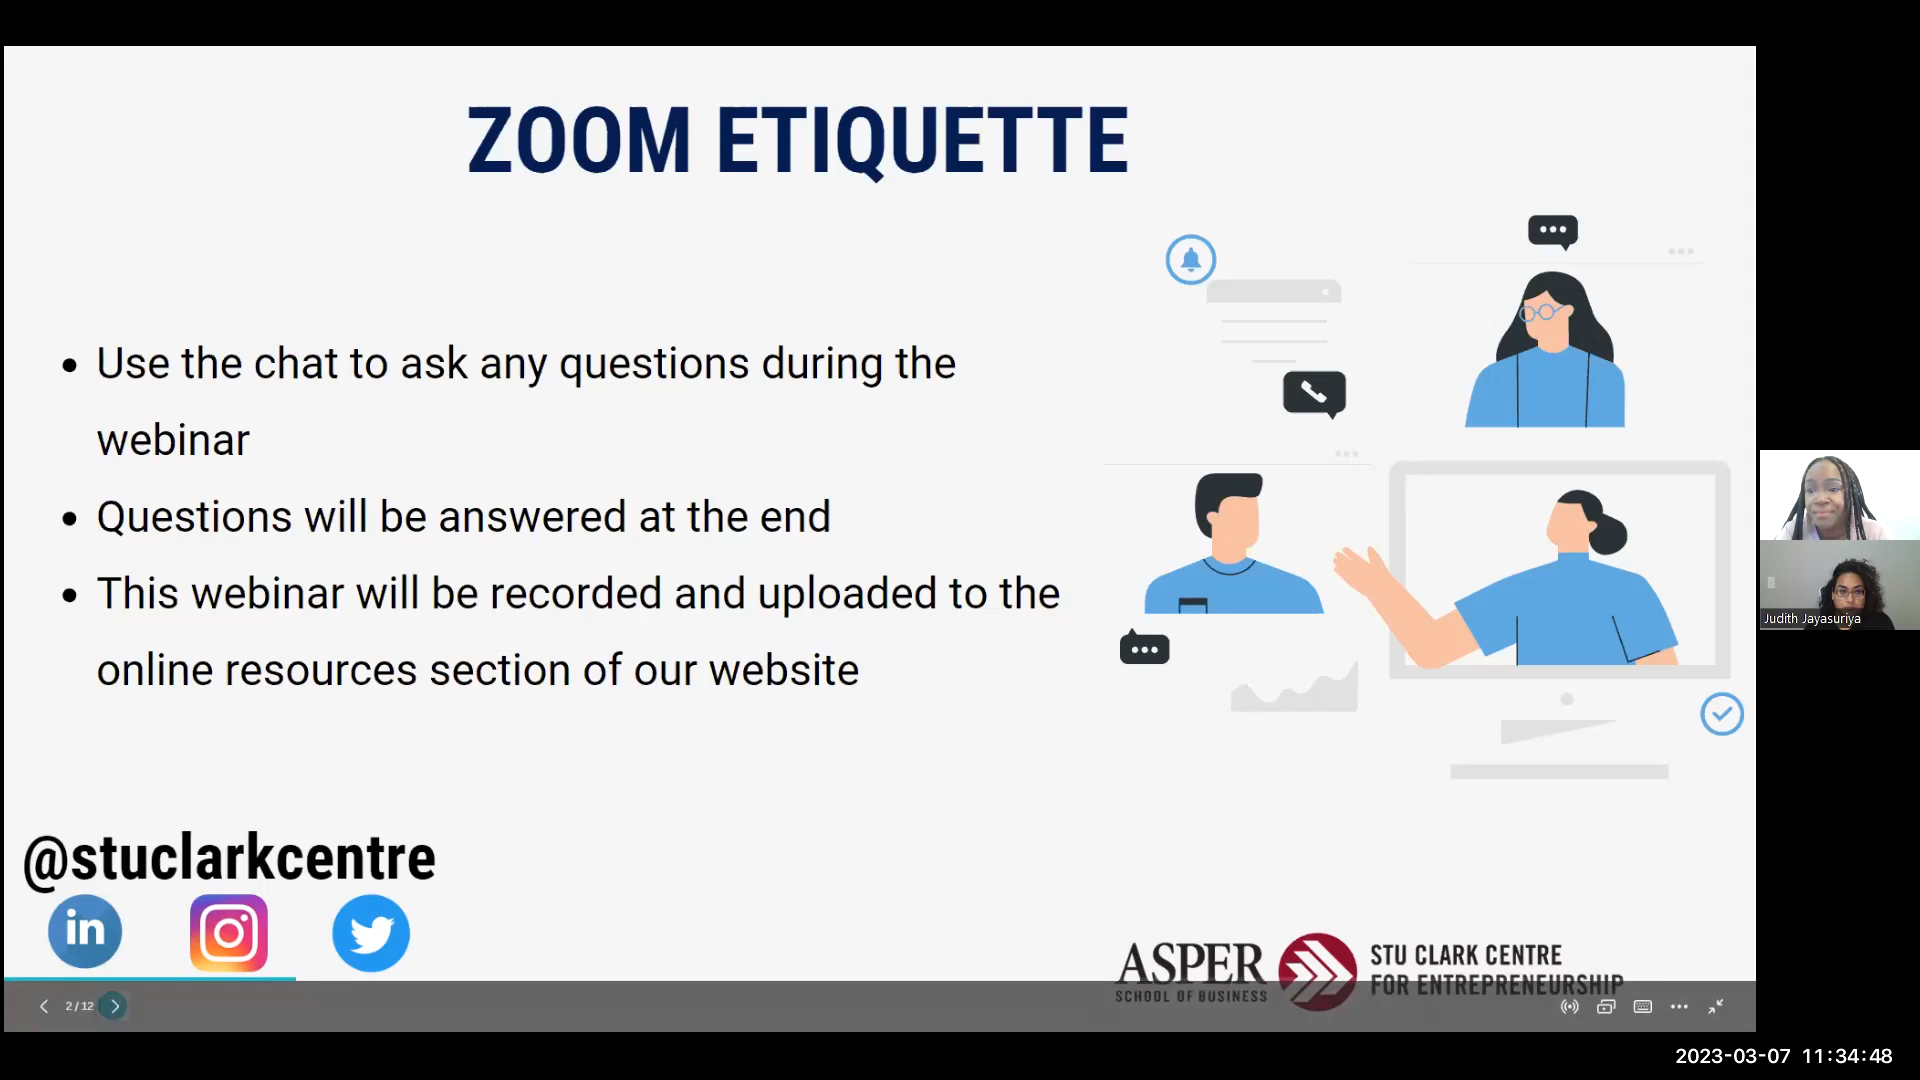 ZOOM ETIQUETTE
• Use the chat to ask any questions during the
webinar
• Questions will be answered at the end
• This webinar will be recorded and uploaded to the
online resources section of our website
Judith Jayasuriya
@stuclarkcentre
in
ASPER
SCHOOL OF BUSINESS
STU CLARK CENTRE
FOR ENTREPRENEURSHIP
2 / 12
2023-03-07 11:34:48